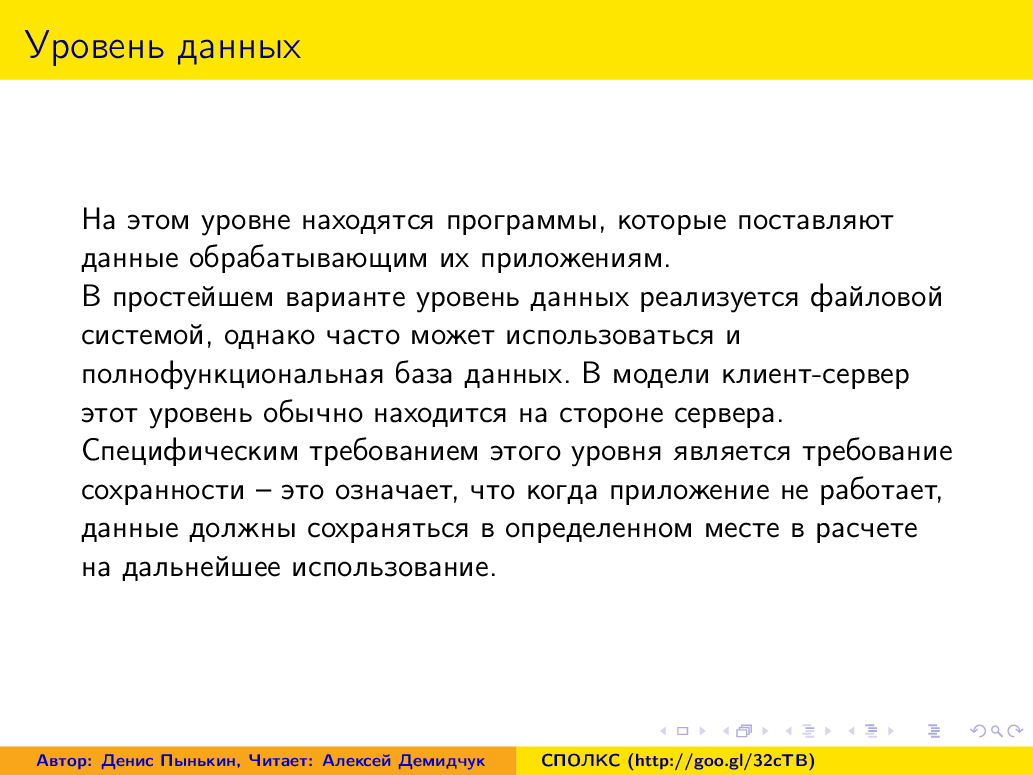 Уровень данных
На этом уровне находятся программы, которые поставляют
данные обрабатывающим их приложениям.
В простейшем варианте уровень данных реализуется файловой
системой, однако часто может использоваться и
полнофункциональная база данных. В модели клиент-сервер
этот уровень обычно находится на стороне сервера.
Специфическим требованием этого уровня является требование
сохранности – это означает, что когда приложение не работает,
данные должны сохраняться в определенном месте в расчете
на дальнейшее использование.
Автор: Денис Пынькин, Читает: Алексей Демидчук
СПОЛКС (http://goo.gl/32cTB)